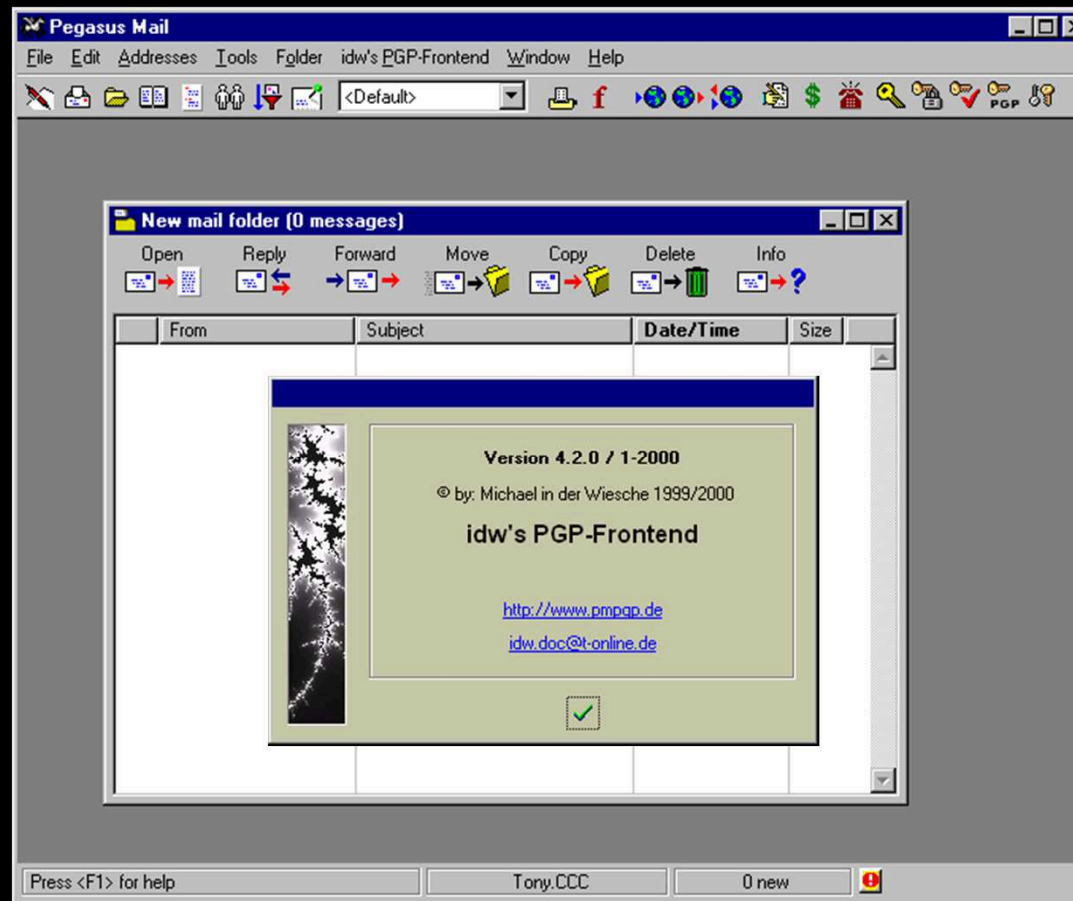 Pegasus Mail
File Edit Addresses Tools Folder idw's PGP-Frontend Window Help
<Default> f $ PGP
New mail folder (0 messages)
Open Reply Forward Move Copy Delete Info
From Subject Date/Time Size
Version 4.2.0 / 1-2000
© by: Michael in der Wiesche 1999/2000
idw's PGP-Frontend
http://www.pmpgp.de
idw.doc@t-online.de
Press <F1> for help Tony.CCC 0 new